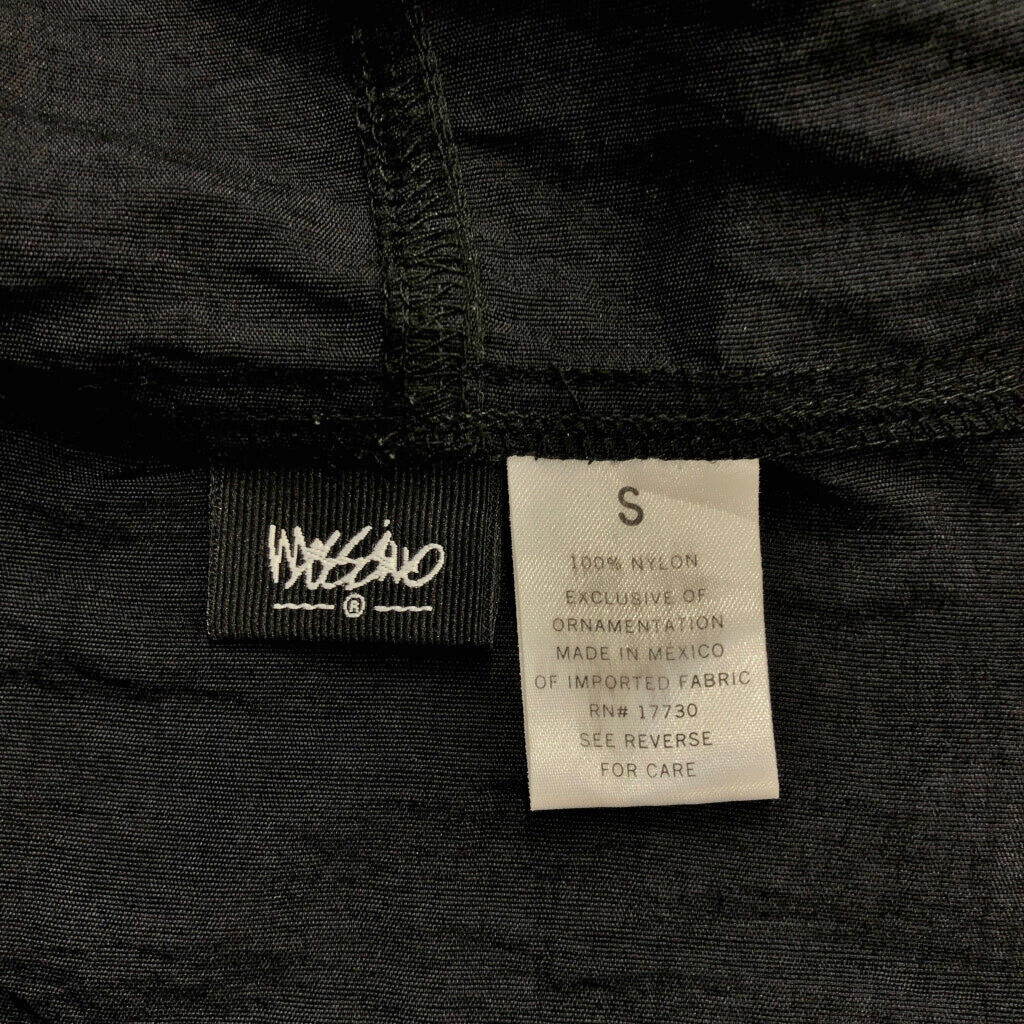 MOSSIMO
®
S
100% NYLON
EXCLUSIVE OF
ORNAMENTATION
MADE IN MEXICO
OF IMPORTED FABRIC
RN# 17730
SEE REVERSE
FOR CARE